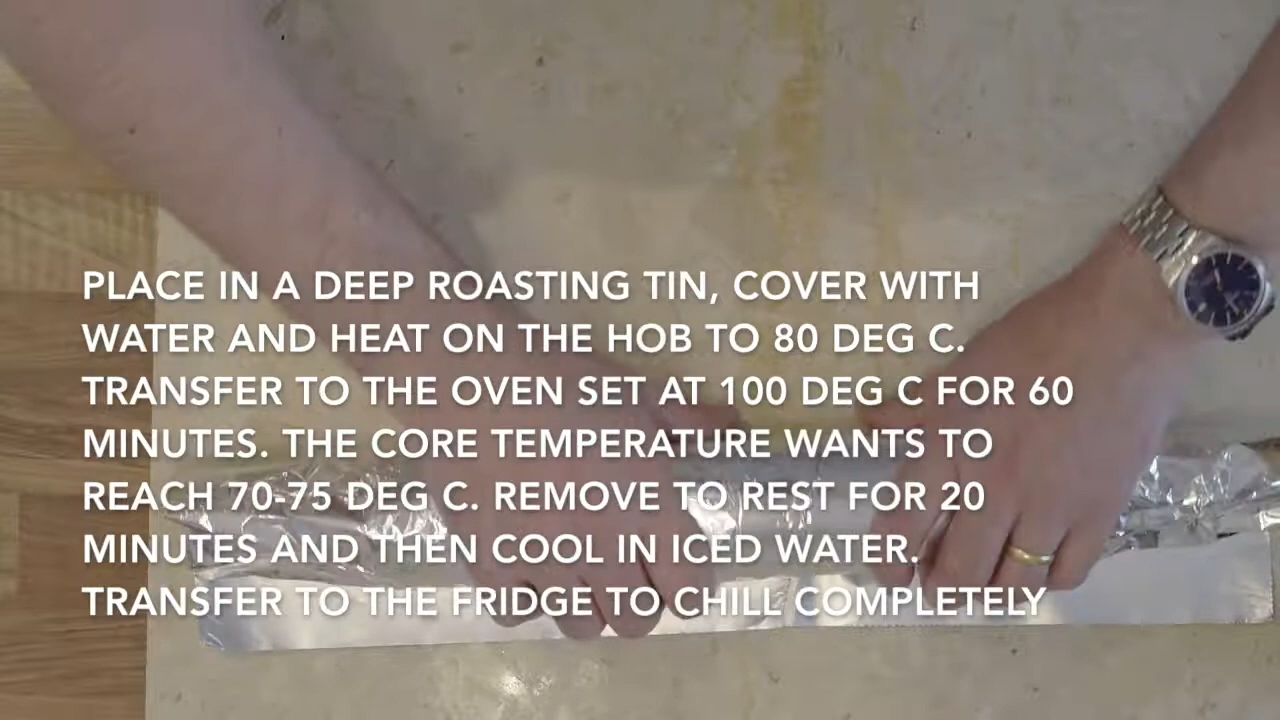 PLACE IN A DEEP ROASTING TIN, COVER WITH
WATER AND HEAT ON THE HOB TO 80 DEG C.
TRANSFER TO THE OVEN SET AT 100 DEG C FOR 60
MINUTES. THE CORE TEMPERATURE WANTS TO
REACH 70-75 DEG C. REMOVE TO REST FOR 20
MINUTES AND THEN COOL IN ICED WATER.
TRANSFER TO THE FRIDGE TO CHILL COMPLETELY